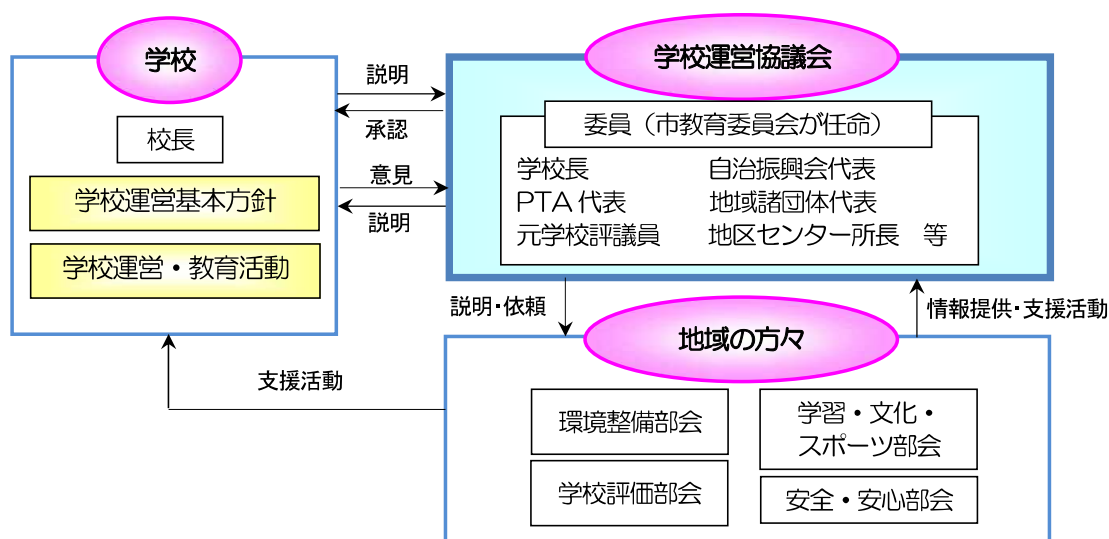 学校
校長
学校運営基本方針
学校運営・教育活動
説明
承認
意見
説明
学校運営協議会
委員（市教育委員会が任命）
学校長　自治振興会代表
PTA代表　地域諸団体代表
元学校評議員　地区センター所長　等
説明・依頼
情報提供・支援活動
支援活動
地域の方々
環境整備部会
学習・文化・
スポーツ部会
学校評価部会
安全・安心部会